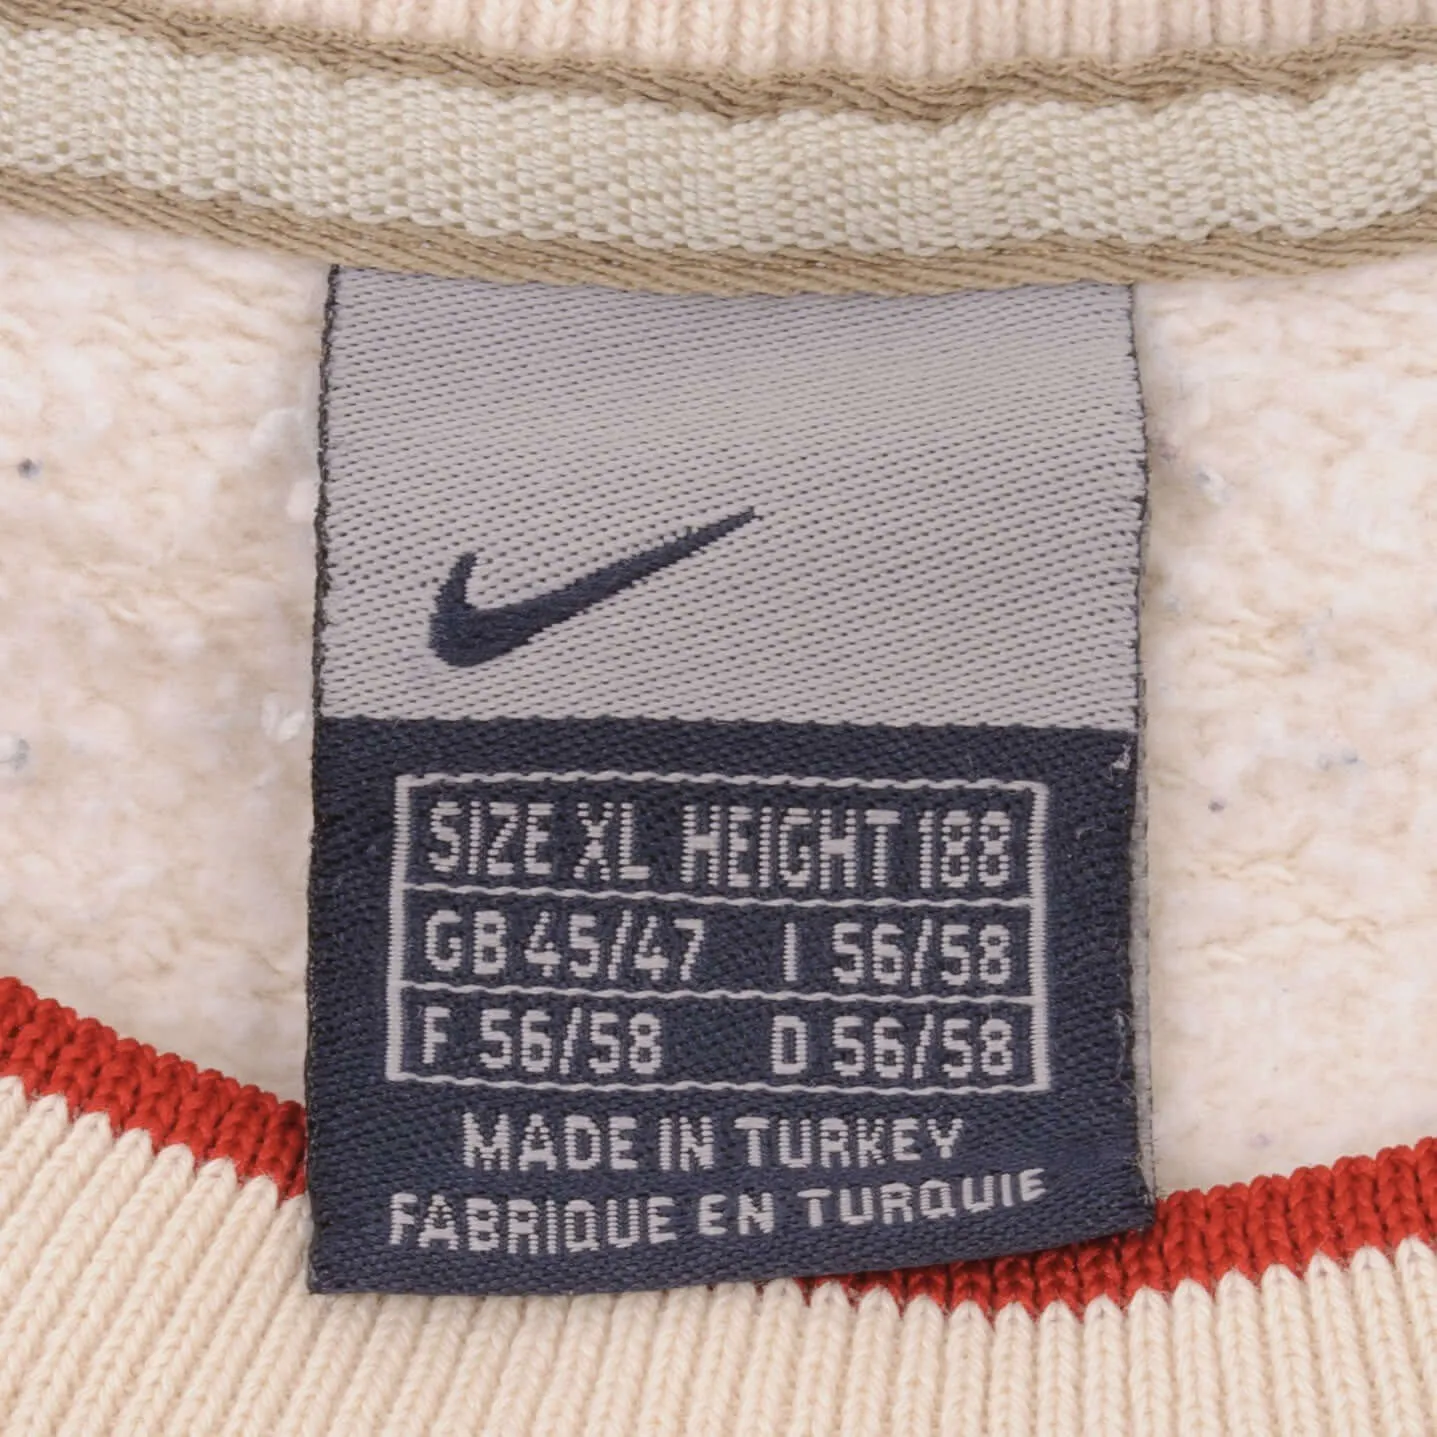 SIZE XL HEIGHT 188
GB 45/47 I 56/58
F 56/58 D 56/58
MADE IN TURKEY
FABRIQUE EN TURQUIE